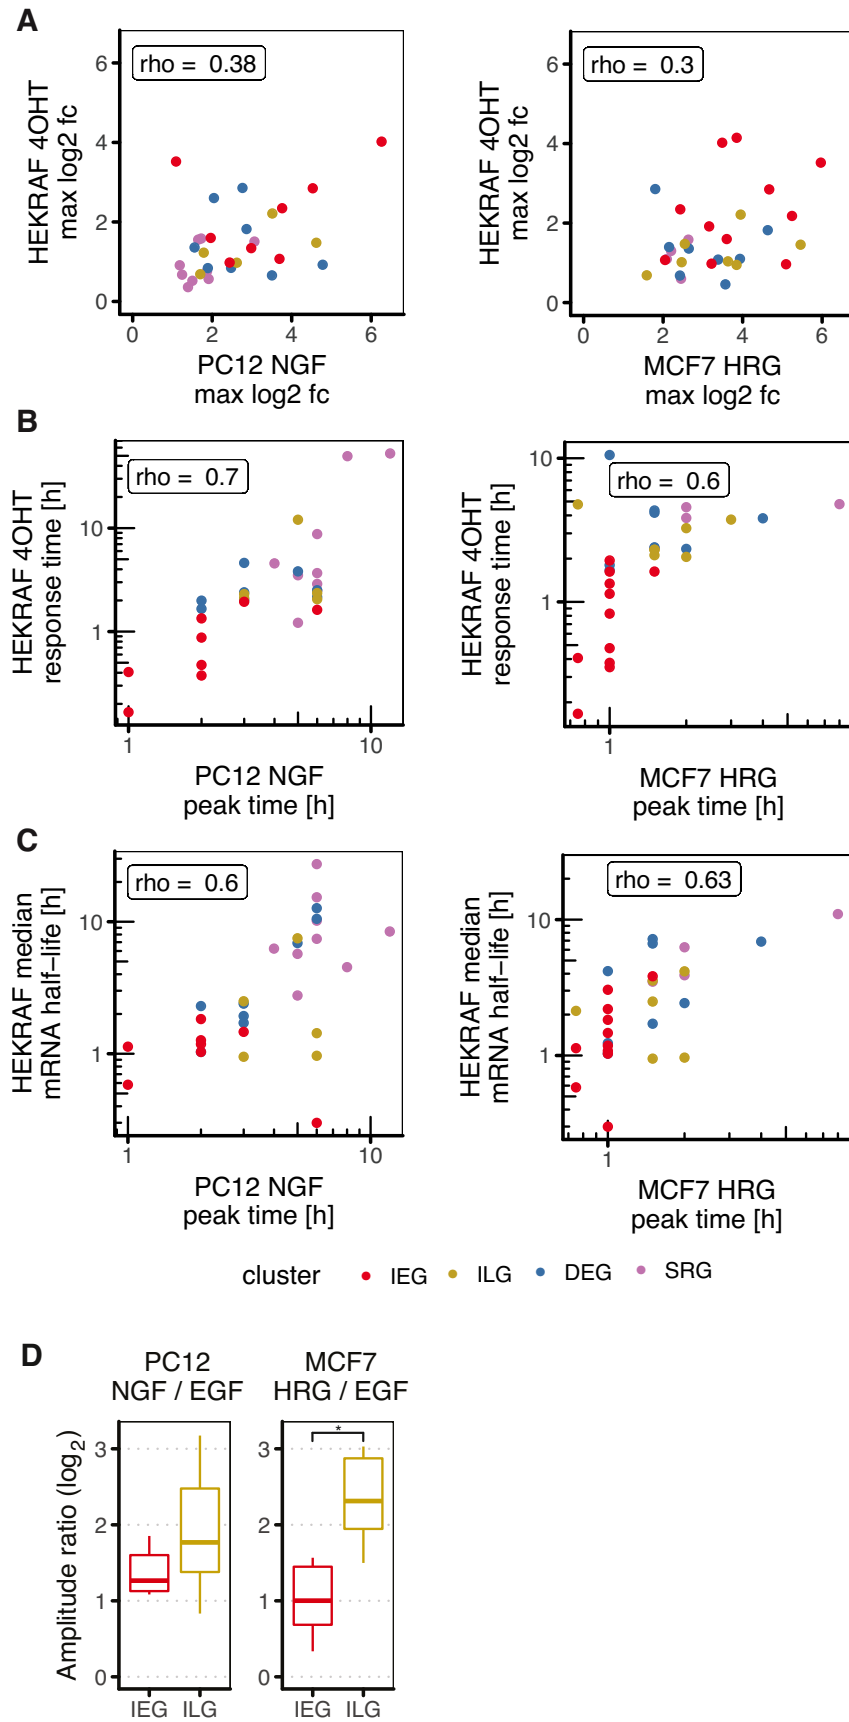 A
HEKRAF 4OHT
max log2 fc
rho = 0.38
6
4
2
0
0 2 4 6
PC12 NGF
max log2 fc
HEKRAF 4OHT
max log2 fc
rho = 0.3
6
4
2
0
0 2 4 6
MCF7 HRG
max log2 fc
B
HEKRAF 4OHT
response time [h]
rho = 0.7
10
1
1 10
PC12 NGF
peak time [h]
HEKRAF 4OHT
response time [h]
rho = 0.6
10
1
1
MCF7 HRG
peak time [h]
C
HEKRAF median
mRNA half−life [h]
rho = 0.6
10
1
1 10
PC12 NGF
peak time [h]
HEKRAF median
mRNA half−life [h]
rho = 0.63
10
1
1
MCF7 HRG
peak time [h]
cluster IEG ILG DEG SRG
D
PC12
NGF / EGF
MCF7
HRG / EGF
Amplitude ratio (log2)
3
2
1
0
IEG ILG
*
3
2
1
0
IEG ILG